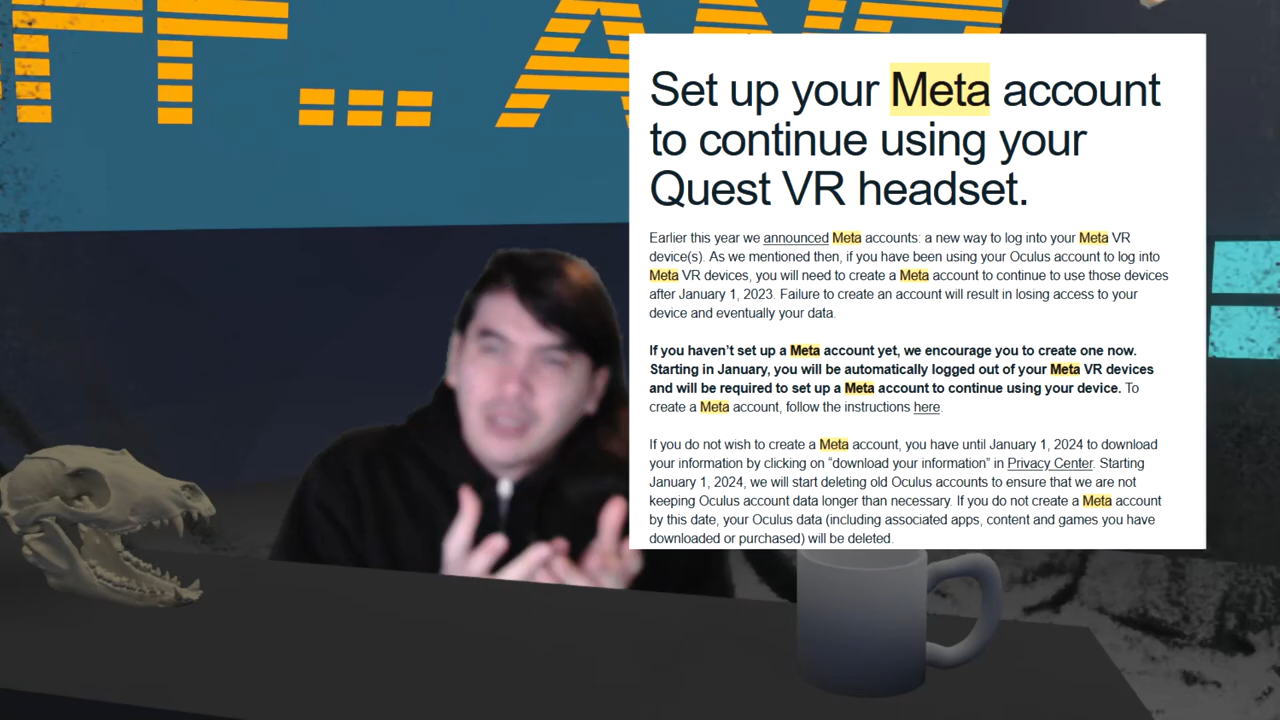 Set up your Meta account
to continue using your
Quest VR headset.
Earlier this year we announced Meta accounts: a new way to log into your Meta VR
device(s). As we mentioned then, if you have been using your Oculus account to log into
Meta VR devices, you will need to create a Meta account to continue to use those devices
after January 1, 2023. Failure to create an account will result in losing access to your
device and eventually your data.
If you haven’t set up a Meta account yet, we encourage you to create one now.
Starting in January, you will be automatically logged out of your Meta VR devices
and will be required to set up a Meta account to continue using your device. To
create a Meta account, follow the instructions here.
If you do not wish to create a Meta account, you have until January 1, 2024 to download
your information by clicking on “download your information” in Privacy Center. Starting
January 1, 2024, we will start deleting old Oculus accounts to ensure that we are not
keeping Oculus account data longer than necessary. If you do not create a Meta account
by this date, your Oculus data (including associated apps, content and games you have
downloaded or purchased) will be deleted.